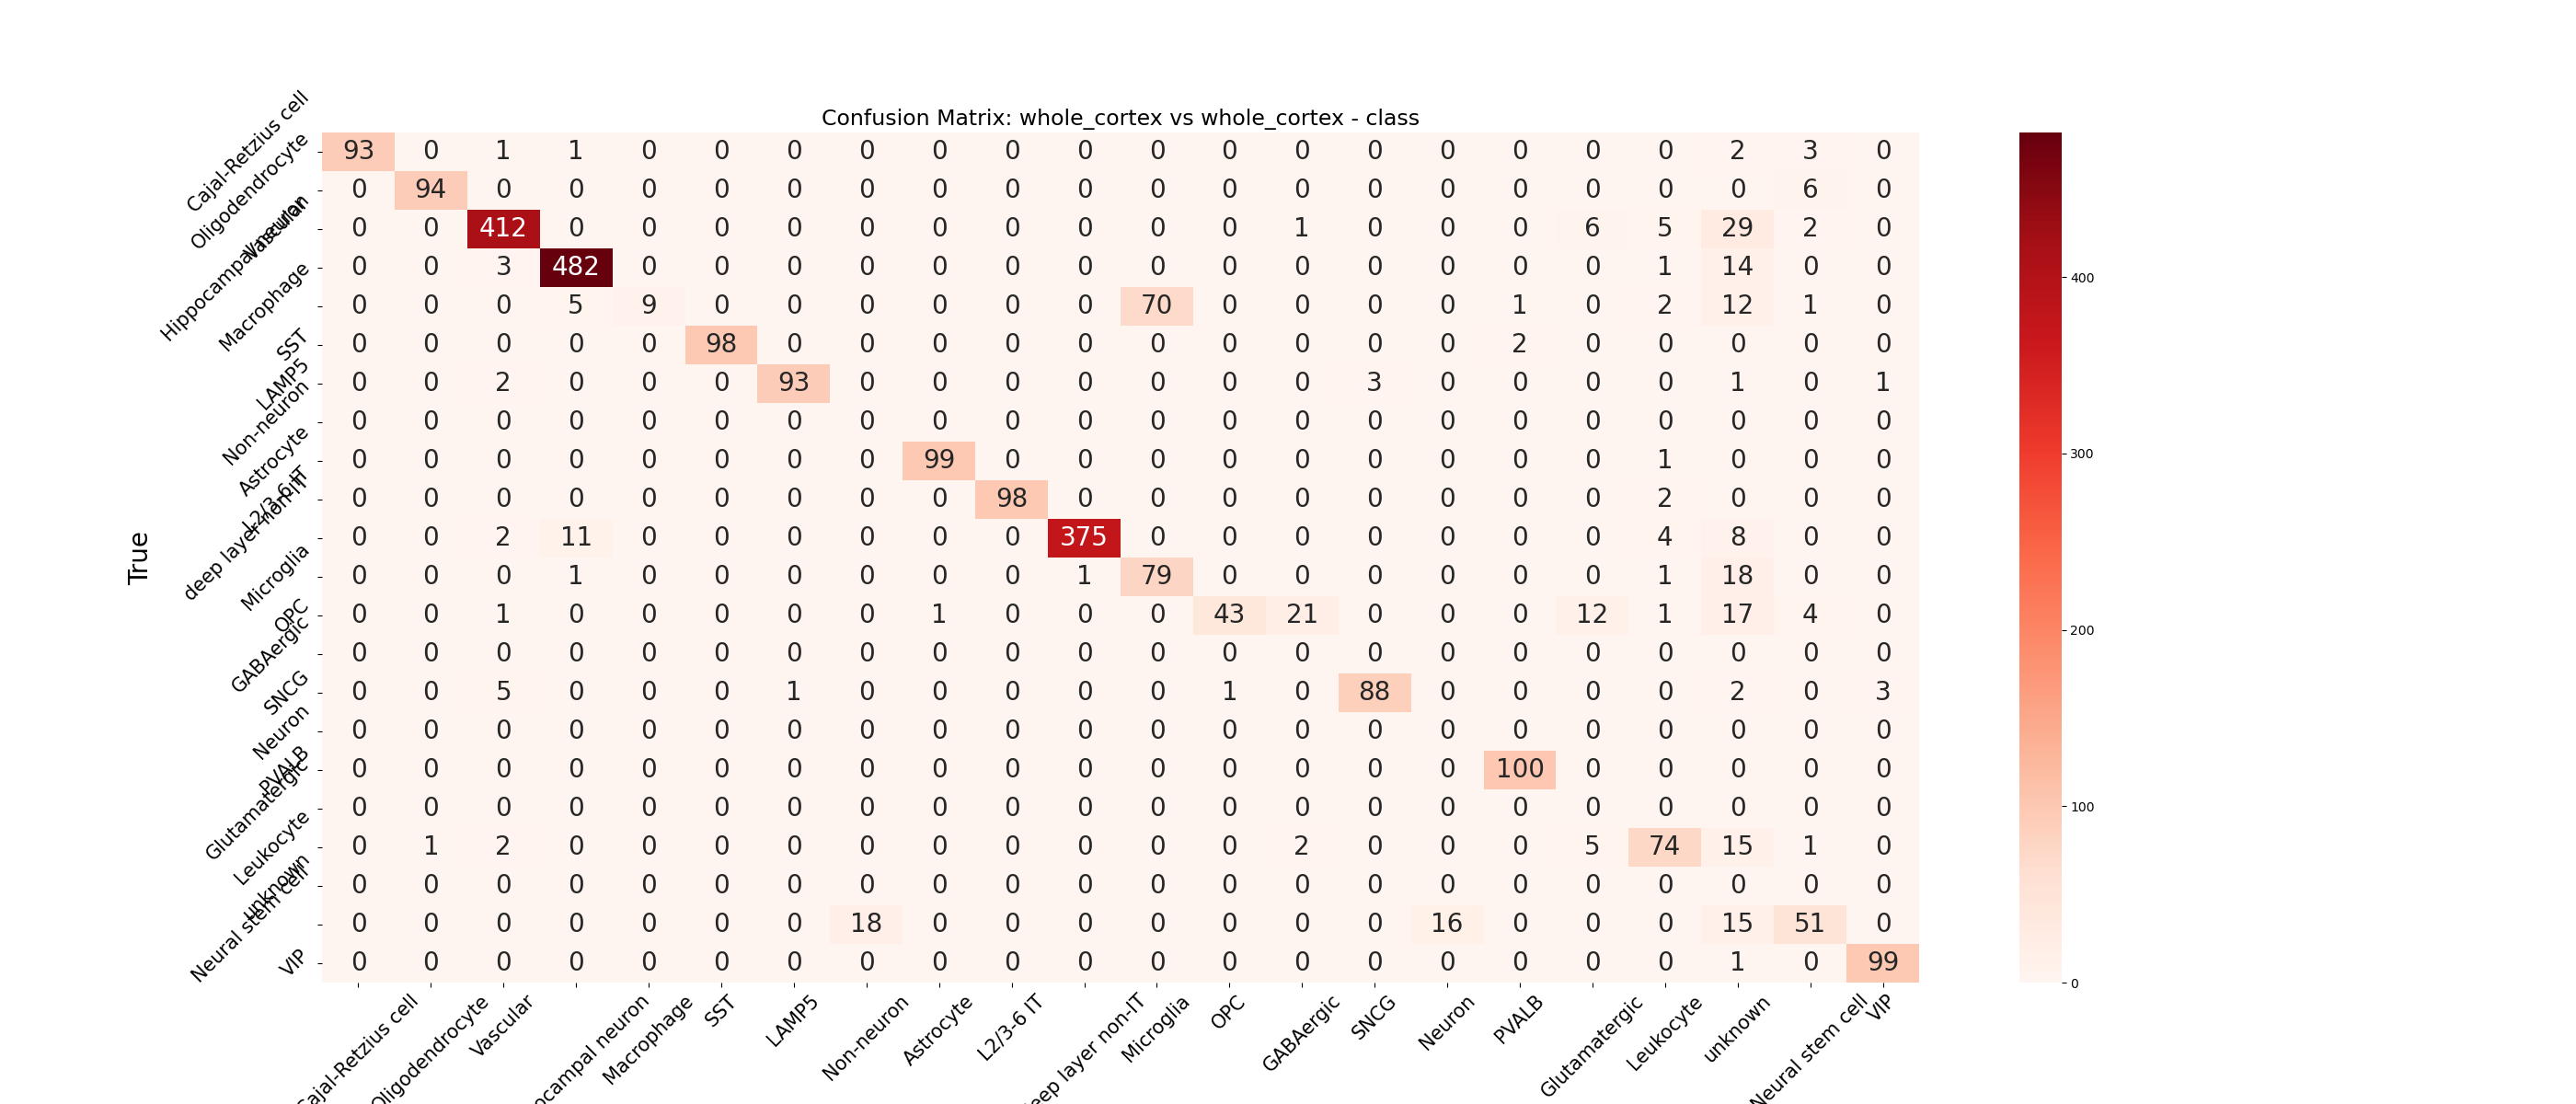 Confusion Matrix: whole_cortex vs whole_cortex - class
Cajal-Retzius cell 93 0 1 1 0 0 0 0 0 0 0 0 0 0 0 0 0 0 0 2 3 0
Oligodendrocyte 0 94 0 0 0 0 0 0 0 0 0 0 0 0 0 0 0 0 0 0 6 0
Vascular 0 0 412 0 0 0 0 0 0 0 0 0 0 1 0 0 0 6 5 29 2 0
Hippocampal neuron 0 0 3 482 0 0 0 0 0 0 0 0 0 0 0 0 0 0 1 14 0 0
Macrophage 0 0 0 5 9 0 0 0 0 0 0 70 0 0 0 0 1 0 2 12 1 0
SST 0 0 0 0 0 98 0 0 0 0 0 0 0 0 0 0 2 0 0 0 0 0
LAMP5 0 0 2 0 0 0 93 0 0 0 0 0 0 0 3 0 0 0 0 1 0 1
Non-neuron 0 0 0 0 0 0 0 0 0 0 0 0 0 0 0 0 0 0 0 0 0 0
Astrocyte 0 0 0 0 0 0 0 0 99 0 0 0 0 0 0 0 0 0 1 0 0 0
L2/3-6 IT 0 0 0 0 0 0 0 0 0 98 0 0 0 0 0 0 0 0 2 0 0 0
deep layer non-IT 0 0 2 11 0 0 0 0 0 0 375 0 0 0 0 0 0 0 4 8 0 0
Microglia 0 0 0 1 0 0 0 0 0 0 1 79 0 0 0 0 0 0 1 18 0 0
OPC 0 0 1 0 0 0 0 0 1 0 0 0 43 21 0 0 0 12 1 17 4 0
GABAergic 0 0 0 0 0 0 0 0 0 0 0 0 0 0 0 0 0 0 0 0 0 0
SNCG 0 0 5 0 0 0 1 0 0 0 0 0 1 0 88 0 0 0 0 2 0 3
Neuron 0 0 0 0 0 0 0 0 0 0 0 0 0 0 0 0 0 0 0 0 0 0
PVALB 0 0 0 0 0 0 0 0 0 0 0 0 0 0 0 0 100 0 0 0 0 0
Glutamatergic 0 0 0 0 0 0 0 0 0 0 0 0 0 0 0 0 0 0 0 0 0 0
Leukocyte 0 1 2 0 0 0 0 0 0 0 0 0 0 2 0 0 0 5 74 15 1 0
unknown 0 0 0 0 0 0 0 0 0 0 0 0 0 0 0 0 0 0 0 0 0 0
Neural stem cell 0 0 0 0 0 0 0 18 0 0 0 0 0 0 0 16 0 0 0 15 51 0
VIP 0 0 0 0 0 0 0 0 0 0 0 0 0 0 0 0 0 0 0 1 0 99
True
Cajal-Retzius cell
Oligodendrocyte
Vascular
ocampal neuron
Macrophage
SST
LAMP5
Non-neuron
Astrocyte
L2/3-6 IT
eep layer non-IT
Microglia
OPC
GABAergic
SNCG
Neuron
PVALB
Glutamatergic
Leukocyte
unknown
Neural stem cell
VIP
400
300
200
100
0